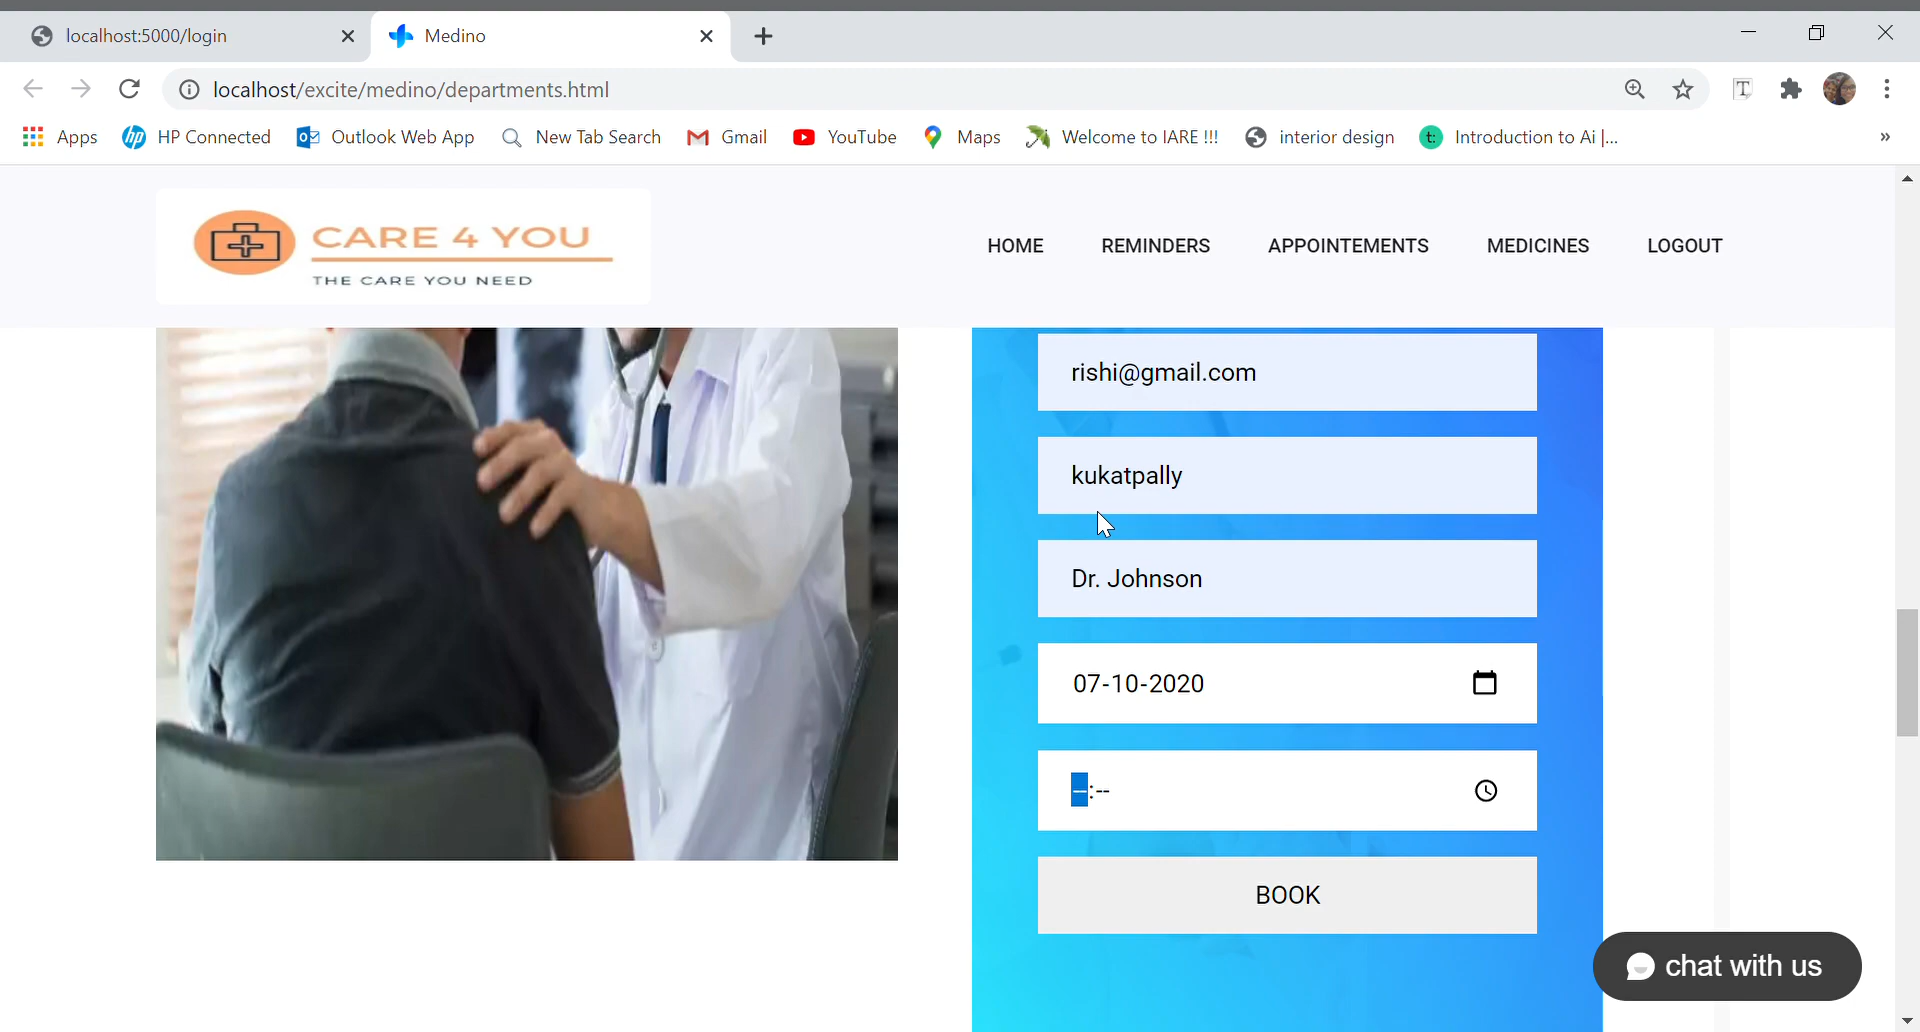 localhost:5000/login
Medino
localhost/excite/medino/departments.html
Apps
HP Connected
Outlook Web App
New Tab Search
Gmail
YouTube
Maps
Welcome to IARE !!!
interior design
Introduction to Ai |...
»
CARE 4 YOU
THE CARE YOU NEED
HOME
REMINDERS
APPOINTEMENTS
MEDICINES
LOGOUT
rishi@gmail.com
kukatpally
Dr. Johnson
07-10-2020
--:--
BOOK
chat with us